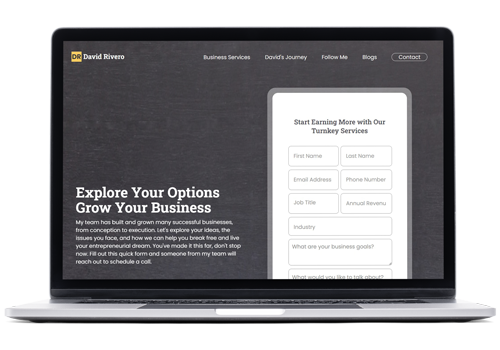 DR David Rivero
Business Services David's Journey Follow Me Blogs Contact
Start Earning More with Our
Turnkey Services
First Name Last Name
Email Address Phone Number
Job Title Annual Revenu
Industry
What are your business goals?
What would you like to talk about?
Explore Your Options
Grow Your Business
My team has built and grown many successful businesses,
from conception to execution. Let's explore your ideas, the
issues you face, and how we can help you break free and live
your entrepreneurial dream. You've made it this far, don't stop
now. Fill out this quick form and someone from my team will
reach out to schedule a call.